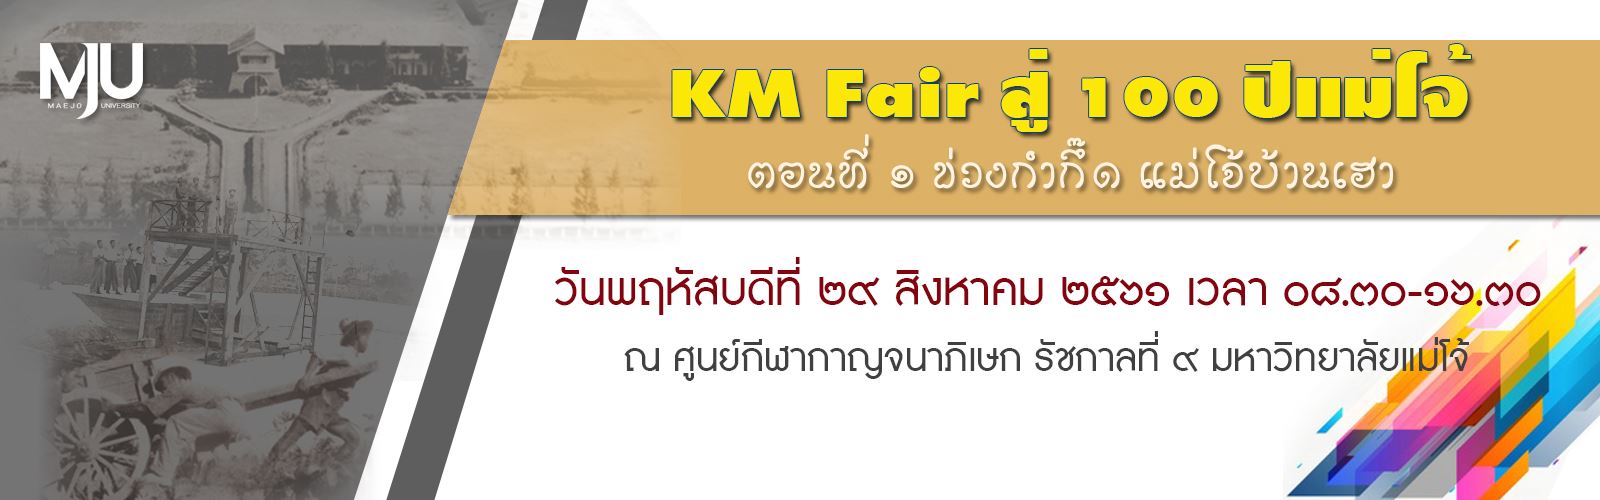 MJU
MAEJO UNIVERSITY
KM Fair สู่ 100 ปีแม่โจ้
ตอนที่ ๑ ข่วงกำกึ๊ด แม่โจ้บ้านเฮา
วันพฤหัสบดีที่ ๒๙ สิงหาคม ๒๕๖๑ เวลา ๐๘.๓๐-๑๖.๓๐
ณ ศูนย์กีฬากาญจนาภิเษก รัชกาลที่ ๙ มหาวิทยาลัยแม่โจ้